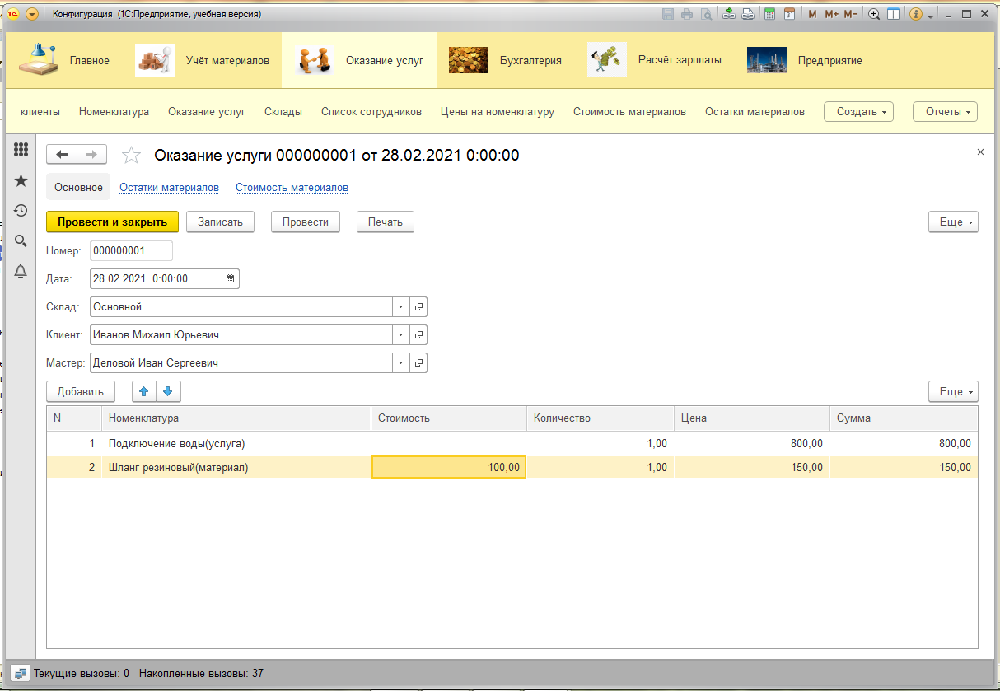 Конфигурация (1С:Предприятие, учебная версия)
M M+ M-
Главное Учёт материалов Оказание услуг Бухгалтерия Расчёт зарплаты Предприятие
клиенты Номенклатура Оказание услуг Склады Список сотрудников Цены на номенклатуру Стоимость материалов Остатки материалов Создать Отчеты
Оказание услуги 000000001 от 28.02.2021 0:00:00
Основное Остатки материалов Стоимость материалов
Провести и закрыть Записать Провести Печать Еще
Номер: 000000001
Дата: 28.02.2021 0:00:00
Склад: Основной
Клиент: Иванов Михаил Юрьевич
Мастер: Деловой Иван Сергеевич
Добавить Еще
N Номенклатура Стоимость Количество Цена Сумма
1 Подключение воды(услуга) 1,00 800,00 800,00
2 Шланг резиновый(материал) 100,00 1,00 150,00 150,00
Текущие вызовы: 0 Накопленные вызовы: 37